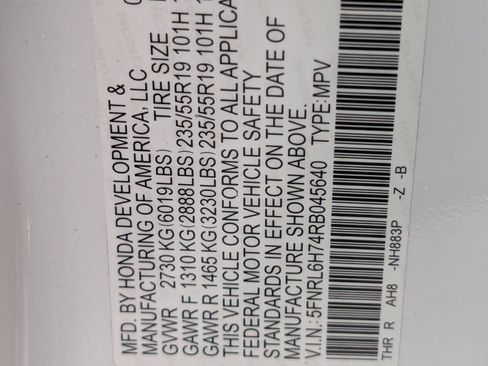 MFD. BY HONDA DEVELOPMENT &
MANUFACTURING OF AMERICA, LLC
GVWR 2730 KG(6019LBS) TIRE SIZE
GAWR F 1310 KG(2888LBS)235/55R19 101H
GAWR R 1465 KG(3230LBS)235/55R19 101H
THIS VEHICLE CONFORMS TO ALL APPLICA
FEDERAL MOTOR VEHICLE SAFETY
STANDARDS IN EFFECT ON THE DATE OF
MANUFACTURE SHOWN ABOVE.
V.I.N.: 5FNRL6H74RB045640 TYPE:MPV
THR R AH8 -NH883P -Z -B